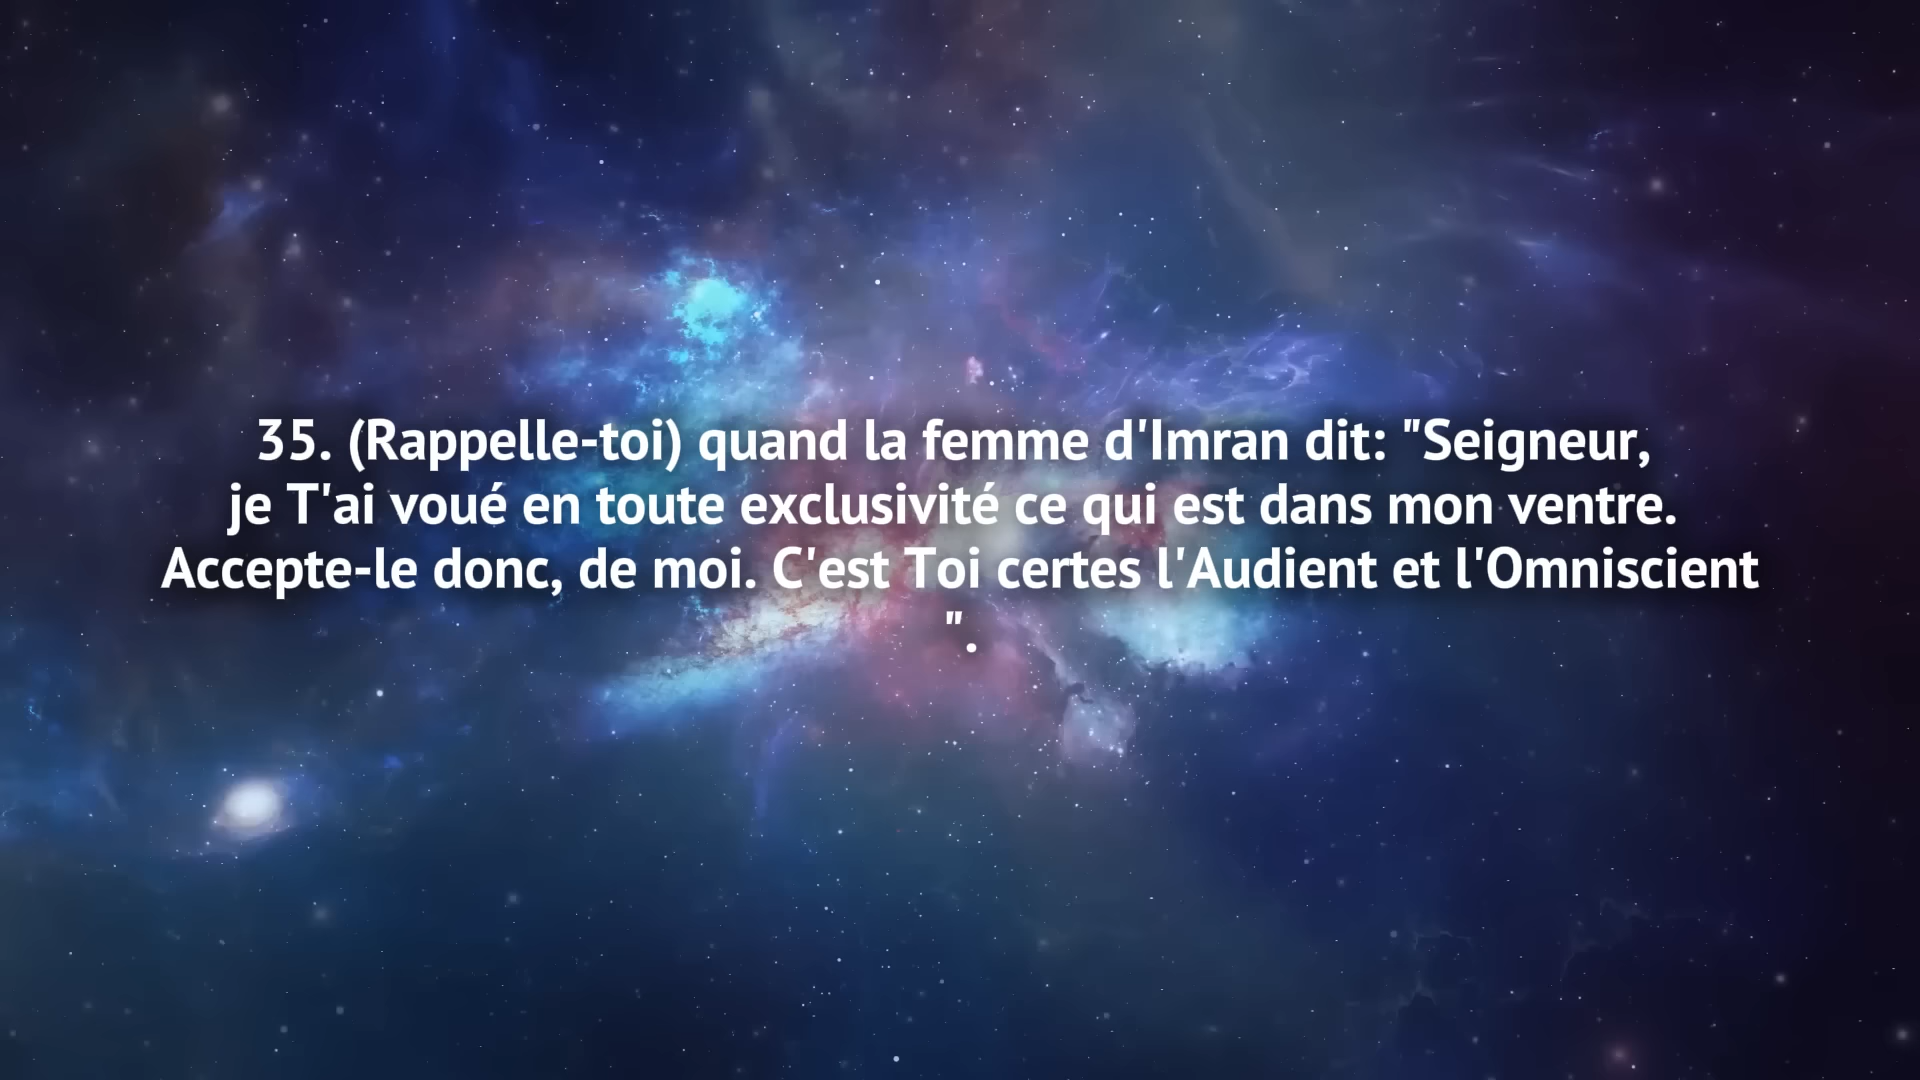 35. (Rappelle-toi) quand la femme d'Imran dit: "Seigneur,
je T'ai voué en toute exclusivité ce qui est dans mon ventre.
Accepte-le donc, de moi. C'est Toi certes l'Audient et l'Omniscient
".